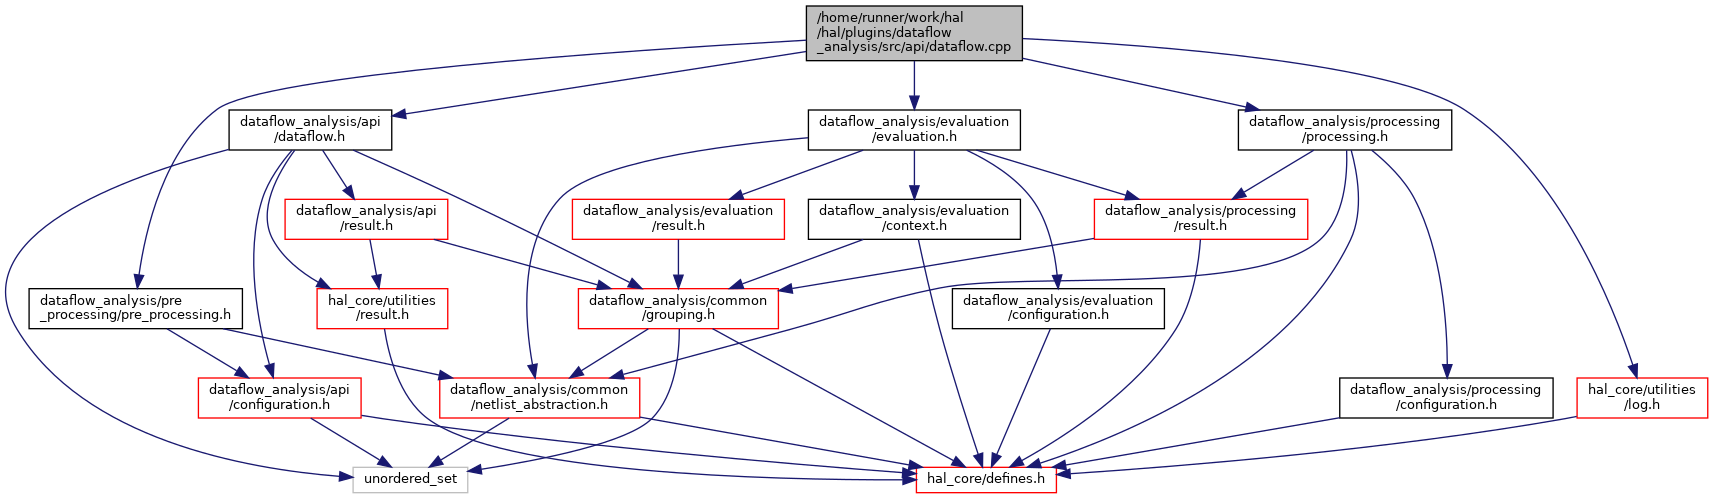 /home/runner/work/hal
/hal/plugins/dataflow
_analysis/src/api/dataflow.cpp
dataflow_analysis/api
/dataflow.h
dataflow_analysis/evaluation
/evaluation.h
dataflow_analysis/processing
/processing.h
dataflow_analysis/api
/result.h
dataflow_analysis/evaluation
/result.h
dataflow_analysis/evaluation
/context.h
dataflow_analysis/processing
/result.h
dataflow_analysis/pre
_processing/pre_processing.h
hal_core/utilities
/result.h
dataflow_analysis/common
/grouping.h
dataflow_analysis/evaluation
/configuration.h
dataflow_analysis/api
/configuration.h
dataflow_analysis/common
/netlist_abstraction.h
dataflow_analysis/processing
/configuration.h
hal_core/utilities
/log.h
unordered_set
hal_core/defines.h